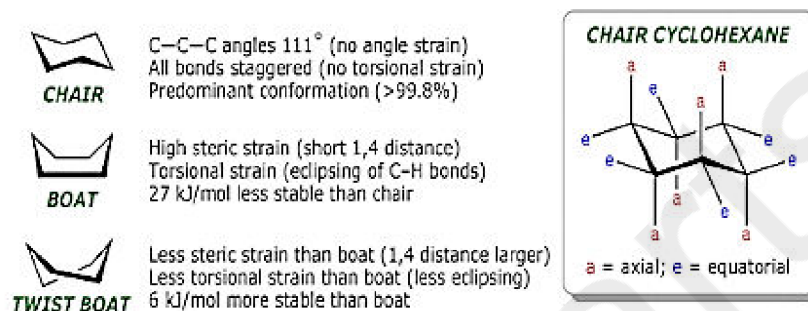 C−C−C angles 111° (no angle strain)
All bonds staggered (no torsional strain)
Predominant conformation (>99.8%)
CHAIR
High steric strain (short 1,4 distance)
Torsional strain (eclipsing of C–H bonds)
27 kJ/mol less stable than chair
BOAT
Less steric strain than boat (1,4 distance larger)
Less torsional strain than boat (less eclipsing)
6 kJ/mol more stable than boat
TWIST BOAT
CHAIR CYCLOHEXANE
a a
e a
e e
e e
a e
a a
a = axial; e = equatorial